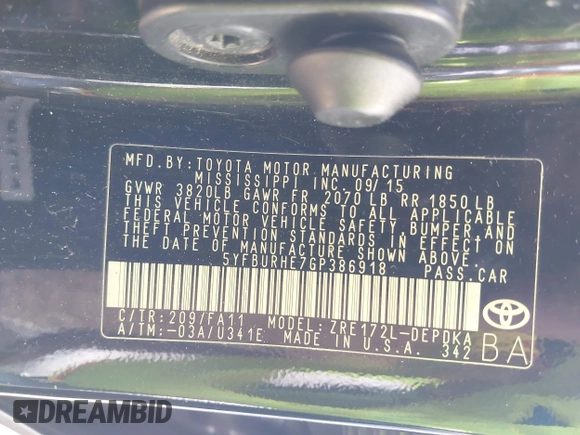 MFD.BY:TOYOTA MOTOR MANUFACTURING
MISSISSIPPI, INC. 09/15
GVWR 3820LB GAWR FR 2070 LB RR 1850LB
THIS VEHICLE CONFORMS TO ALL APPLICABLE
FEDERAL MOTOR VEHICLE SAFETY, BUMPER, AND
THEFT PREVENTION STANDARDS IN EFFECT ON
THE DATE OF MANUFACTURE SHOWN ABOVE.
5YFBURHE7GP386918 PASS.CAR
C/TR:209/FA11 MODEL:ZRE172L-DEPDKA
A/TM:-03A/U341E MADE IN U.S.A. 342
BA
DREAMBID